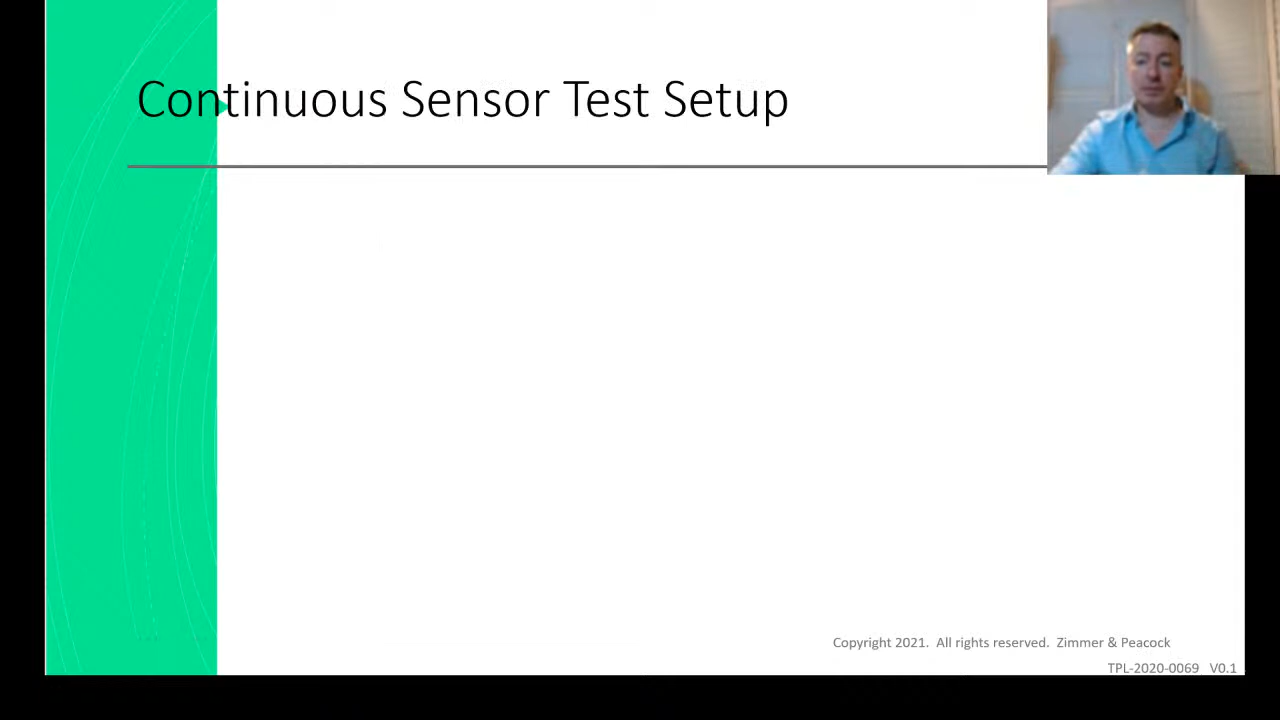 Continuous Sensor Test Setup
Copyright 2021.  All rights reserved.  Zimmer & Peacock
TPL-2020-0069   V0.1